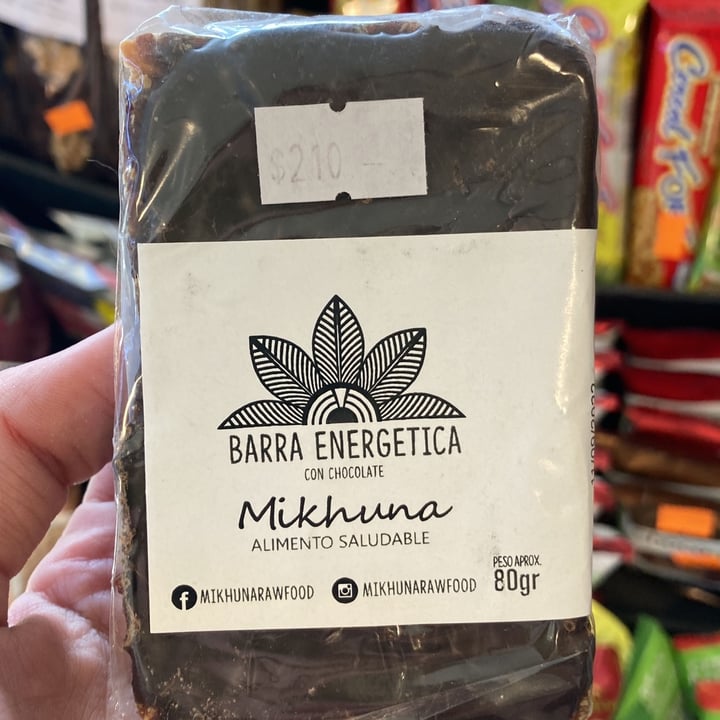 $210
BARRA ENERGETICA
CON CHOCOLATE
Mikhuna
ALIMENTO SALUDABLE
PESO APROX.
80gr
MIKHUNARAWFOOD
MIKHUNARAWFOOD